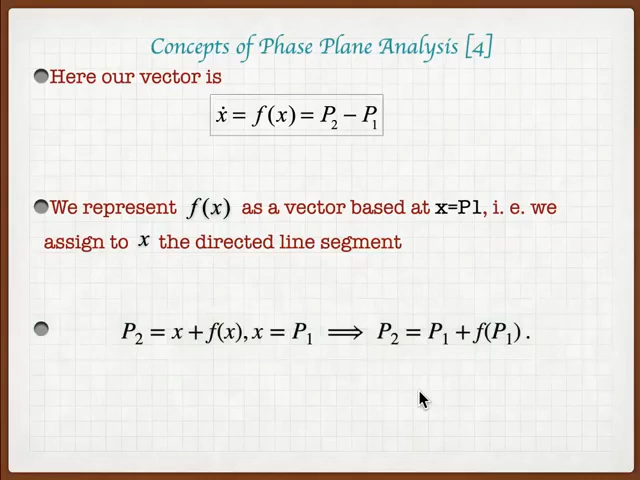 Concepts of Phase Plane Analysis [4]
Here our vector is
ẋ = f(x) = P₂ − P₁
We represent f(x) as a vector based at x=P1, i. e. we
assign to x the directed line segment
P₂ = x + f(x), x = P₁ ⟹ P₂ = P₁ + f(P₁) .